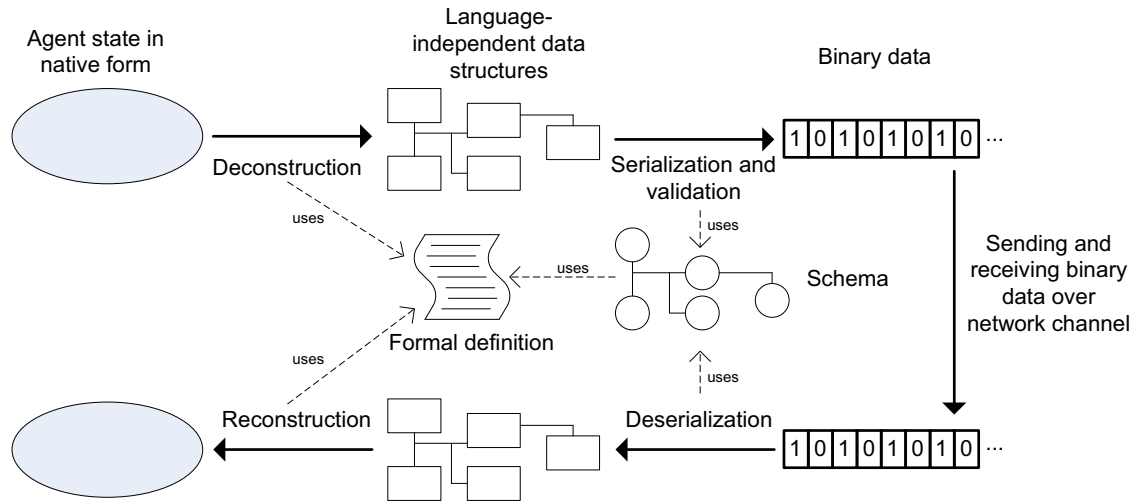 Agent state in
native form
Language-
independent data
structures
Binary data
1 0 1 0 1 0 1 0 ...
Deconstruction
Serialization and
validation
uses
uses
Sending and
receiving binary
data over
network channel
uses
Schema
Formal definition
uses
uses
Reconstruction
Deserialization
1 0 1 0 1 0 1 0 ...